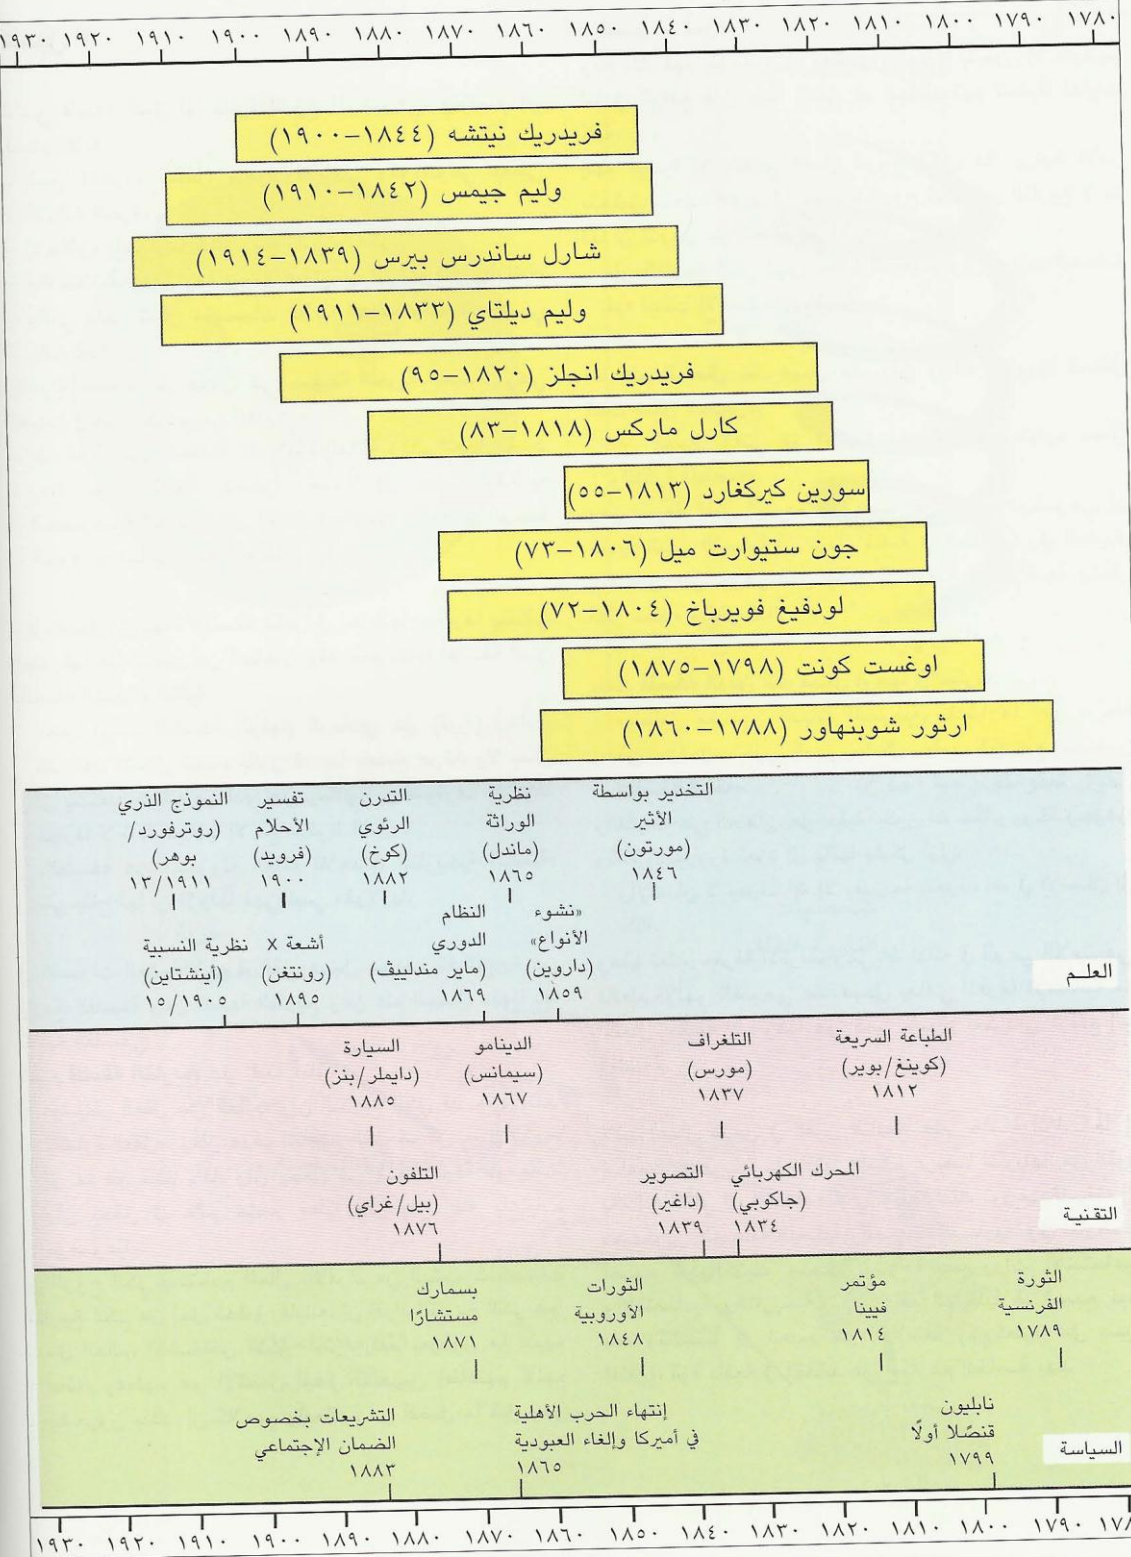 ١٧٨٠ ١٧٩٠ ١٨٠٠ ١٨١٠ ١٨٢٠ ١٨٣٠ ١٨٤٠ ١٨٥٠ ١٨٦٠ ١٨٧٠ ١٨٨٠ ١٨٩٠ ١٩٠٠ ١٩١٠ ١٩٢٠ ١٩٣٠
فريدريك نيتشه (١٨٤٤–١٩٠٠)
وليم جيمس (١٨٤٢–١٩١٠)
شارل ساندرس بيرس (١٨٣٩–١٩١٤)
وليم ديلتاي (١٨٣٣–١٩١١)
فريدريك انجلز (١٨٢٠–٩٥)
كارل ماركس (١٨١٨–٨٣)
سورين كيركغارد (١٨١٣–٥٥)
جون ستيوارت ميل (١٨٠٦–٧٣)
لودفيغ فويرباخ (١٨٠٤–٧٢)
اوغست كونت (١٧٩٨–١٨٧٥)
ارثور شوبنهاور (١٧٨٨–١٨٦٠)
العلم
التخدير بواسطة
الأثير
(مورتون)
١٨٤٦
نظرية
الوراثة
(ماندل)
١٨٦٥
التدرن
الرئوي
(كوخ)
١٨٨٢
تفسير
الأحلام
(فرويد)
١٩٠٠
النموذج الذري
(روترفورد/
بوهر)
١٣/١٩١١
«نشوء
الأنواع»
(داروين)
١٨٥٩
النظام
الدوري
(ماير مندلييف)
١٨٦٩
أشعة X
(رونتغن)
١٨٩٥
نظرية النسبية
(أينشتاين)
١٥/١٩٠٥
التقنية
الطباعة السريعة
(كوينغ/بوير)
١٨١٢
التلغراف
(مورس)
١٨٣٧
الدينامو
(سيمانس)
١٨٦٧
السيارة
(دايملر/بنز)
١٨٨٥
المحرك الكهربائي
(جاكوبي)
١٨٣٤
التصوير
(داغير)
١٨٣٩
التلفون
(بيل/غراي)
١٨٧٦
السياسة
الثورة
الفرنسية
١٧٨٩
مؤتمر
فيينا
١٨١٤
الثورات
الأوروبية
١٨٤٨
بسمارك
مستشارًا
١٨٧١
نابليون
قنصلا أولًا
١٧٩٩
إنتهاء الحرب الأهلية
في أميركا وإلغاء العبودية
١٨٦٥
التشريعات بخصوص
الضمان الإجتماعي
١٨٨٣
١٧٨ ١٧٩٠ ١٨٠٠ ١٨١٠ ١٨٢٠ ١٨٣٠ ١٨٤٠ ١٨٥٠ ١٨٦٠ ١٨٧٠ ١٨٨٠ ١٨٩٠ ١٩٠٠ ١٩١٠ ١٩٢٠ ١٩٣٠